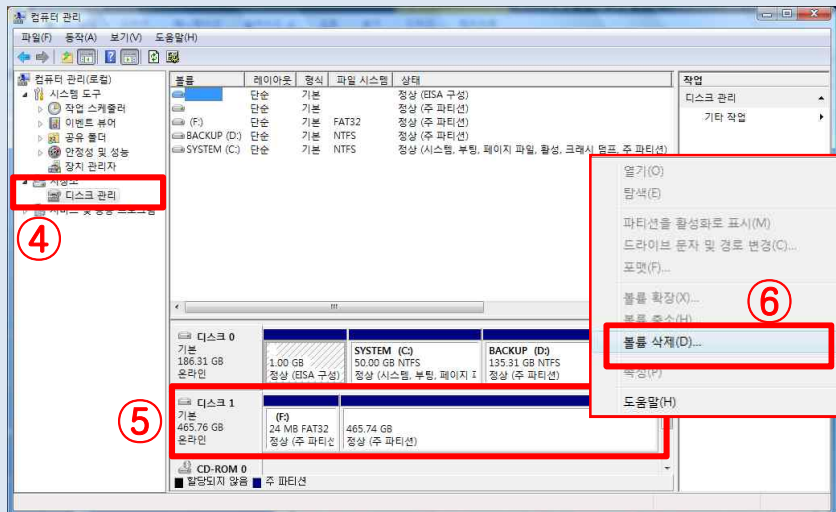 컴퓨터 관리
파일(F) 동작(A) 보기(V) 도움말(H)
컴퓨터 관리(로컬)
시스템 도구
작업 스케줄러
이벤트 뷰어
공유 폴더
안정성 및 성능
장치 관리자
저장소
디스크 관리
서비스 및 응용 프로그램
④
볼륨 레이아웃 형식 파일 시스템 상태
단순 기본 정상 (EISA 구성)
단순 기본 정상 (주 파티션)
(F:) 단순 기본 FAT32 정상 (주 파티션)
BACKUP (D:) 단순 기본 NTFS 정상 (주 파티션)
SYSTEM (C:) 단순 기본 NTFS 정상 (시스템, 부팅, 페이지 파일, 활성, 크래시 덤프, 주 파티션)
작업
디스크 관리
기타 작업
열기(O)
탐색(E)
파티션을 활성화로 표시(M)
드라이브 문자 및 경로 변경(C)...
포맷(F)...
볼륨 확장(X)...
볼륨 축소(H)...
⑥
볼륨 삭제(D)...
속성(P)
도움말(H)
디스크 0
기본
186.31 GB
온라인
1.00 GB
정상 (EISA 구성)
SYSTEM (C:)
50.00 GB NTFS
정상 (시스템, 부팅, 페이지
BACKUP (D:)
135.31 GB NTFS
정상 (주 파티션)
⑤
디스크 1
기본
465.76 GB
온라인
(F:)
24 MB FAT32
정상 (주 파티션
465.74 GB
정상 (주 파티션)
CD-ROM 0
할당되지 않음 주 파티션